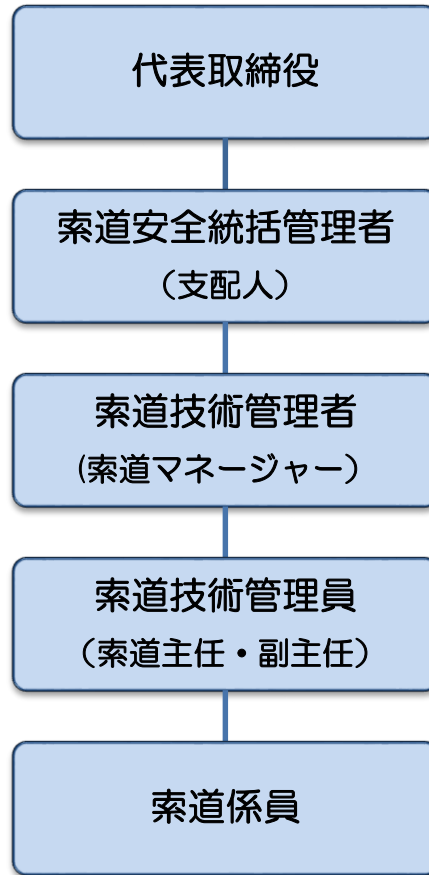 代表取締役
索道安全統括管理者
（支配人）
索道技術管理者
(索道マネージャー）
索道技術管理員
（索道主任・副主任）
索道係員